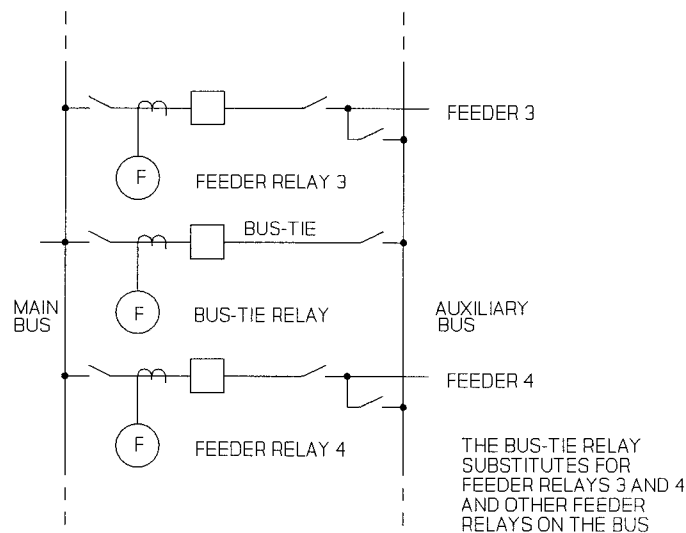 FEEDER 3
F
FEEDER RELAY 3
BUS-TIE
F
MAIN
BUS
BUS-TIE RELAY
AUXILIARY
BUS
FEEDER 4
F
FEEDER RELAY 4
THE BUS-TIE RELAY
SUBSTITUTES FOR
FEEDER RELAYS 3 AND 4
AND OTHER FEEDER
RELAYS ON THE BUS